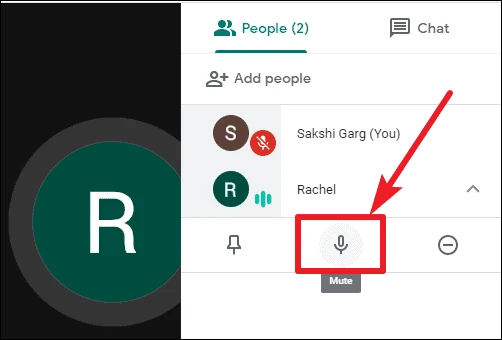 People (2)
Chat
Add people
S
Sakshi Garg (You)
R
Rachel
R
Mute